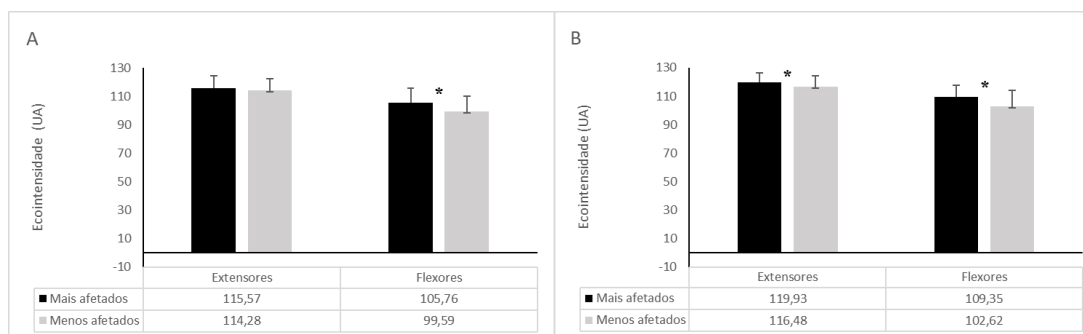 A
Ecointensidade (UA)
130
110
90
70
50
30
10
-10
*
Extensores Flexores
Mais afetados 115,57 105,76
Menos afetados 114,28 99,59
B
Ecointensidade (UA)
130
110
90
70
50
30
10
-10
* *
Extensores Flexores
Mais afetados 119,93 109,35
Menos afetados 116,48 102,62